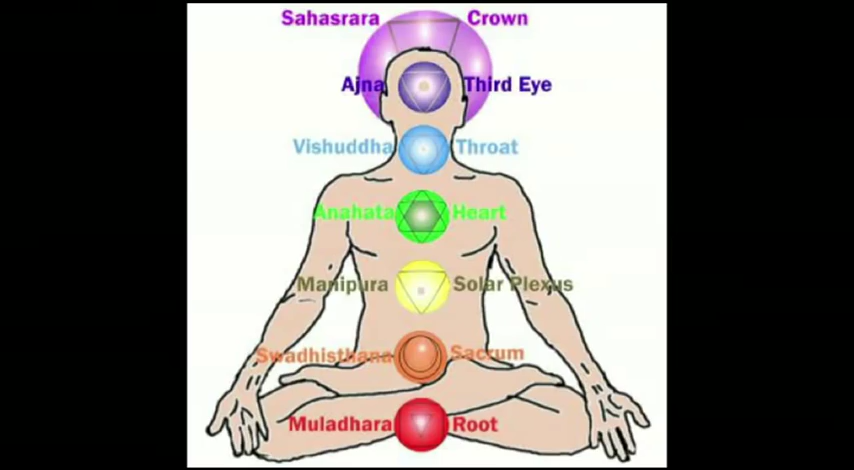 Sahasrara Crown
Ajna Third Eye
Vishuddha Throat
Anahata Heart
Manipura Solar Plexus
Swadhisthana Sacrum
Muladhara Root